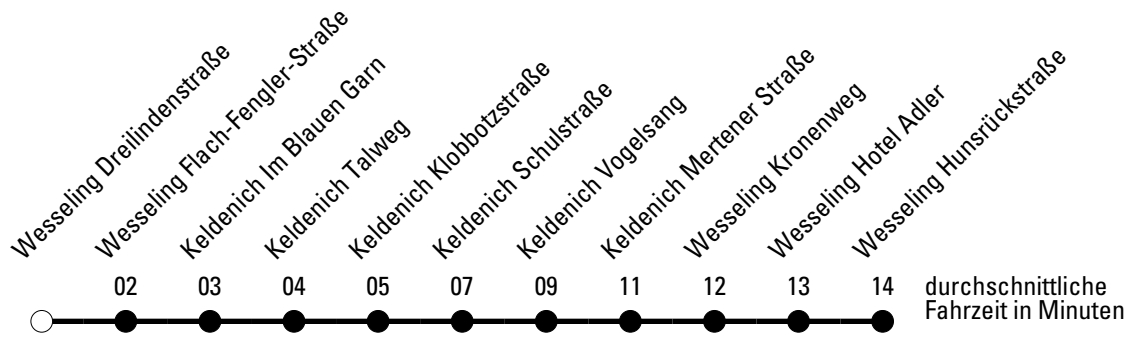 Wesseling Dreilindenstraße
Wesseling Flach-Fengler-Straße
Keldenich Im Blauen Garn
Keldenich Talweg
Keldenich Klobbotzstraße
Keldenich Schulstraße
Keldenich Vogelsang
Keldenich Mertener Straße
Wesseling Kronenweg
Wesseling Hotel Adler
Wesseling Hunsrückstraße
02 03 04 05 07 09 11 12 13 14 durchschnittliche
Fahrzeit in Minuten